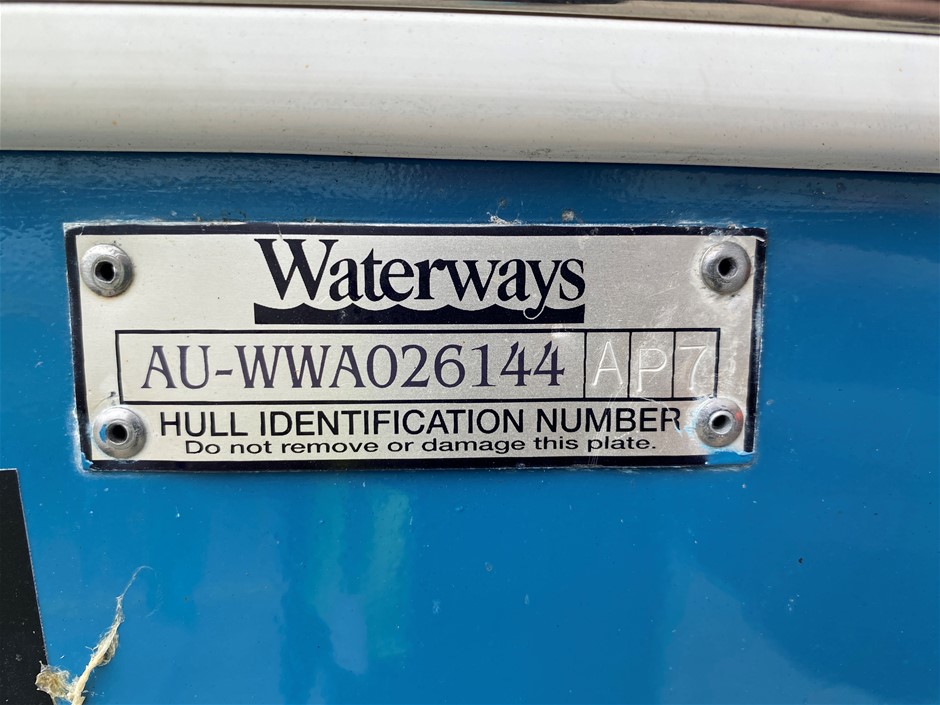 Waterways
AU-WWA026144 AP7
HULL IDENTIFICATION NUMBER
Do not remove or damage this plate.